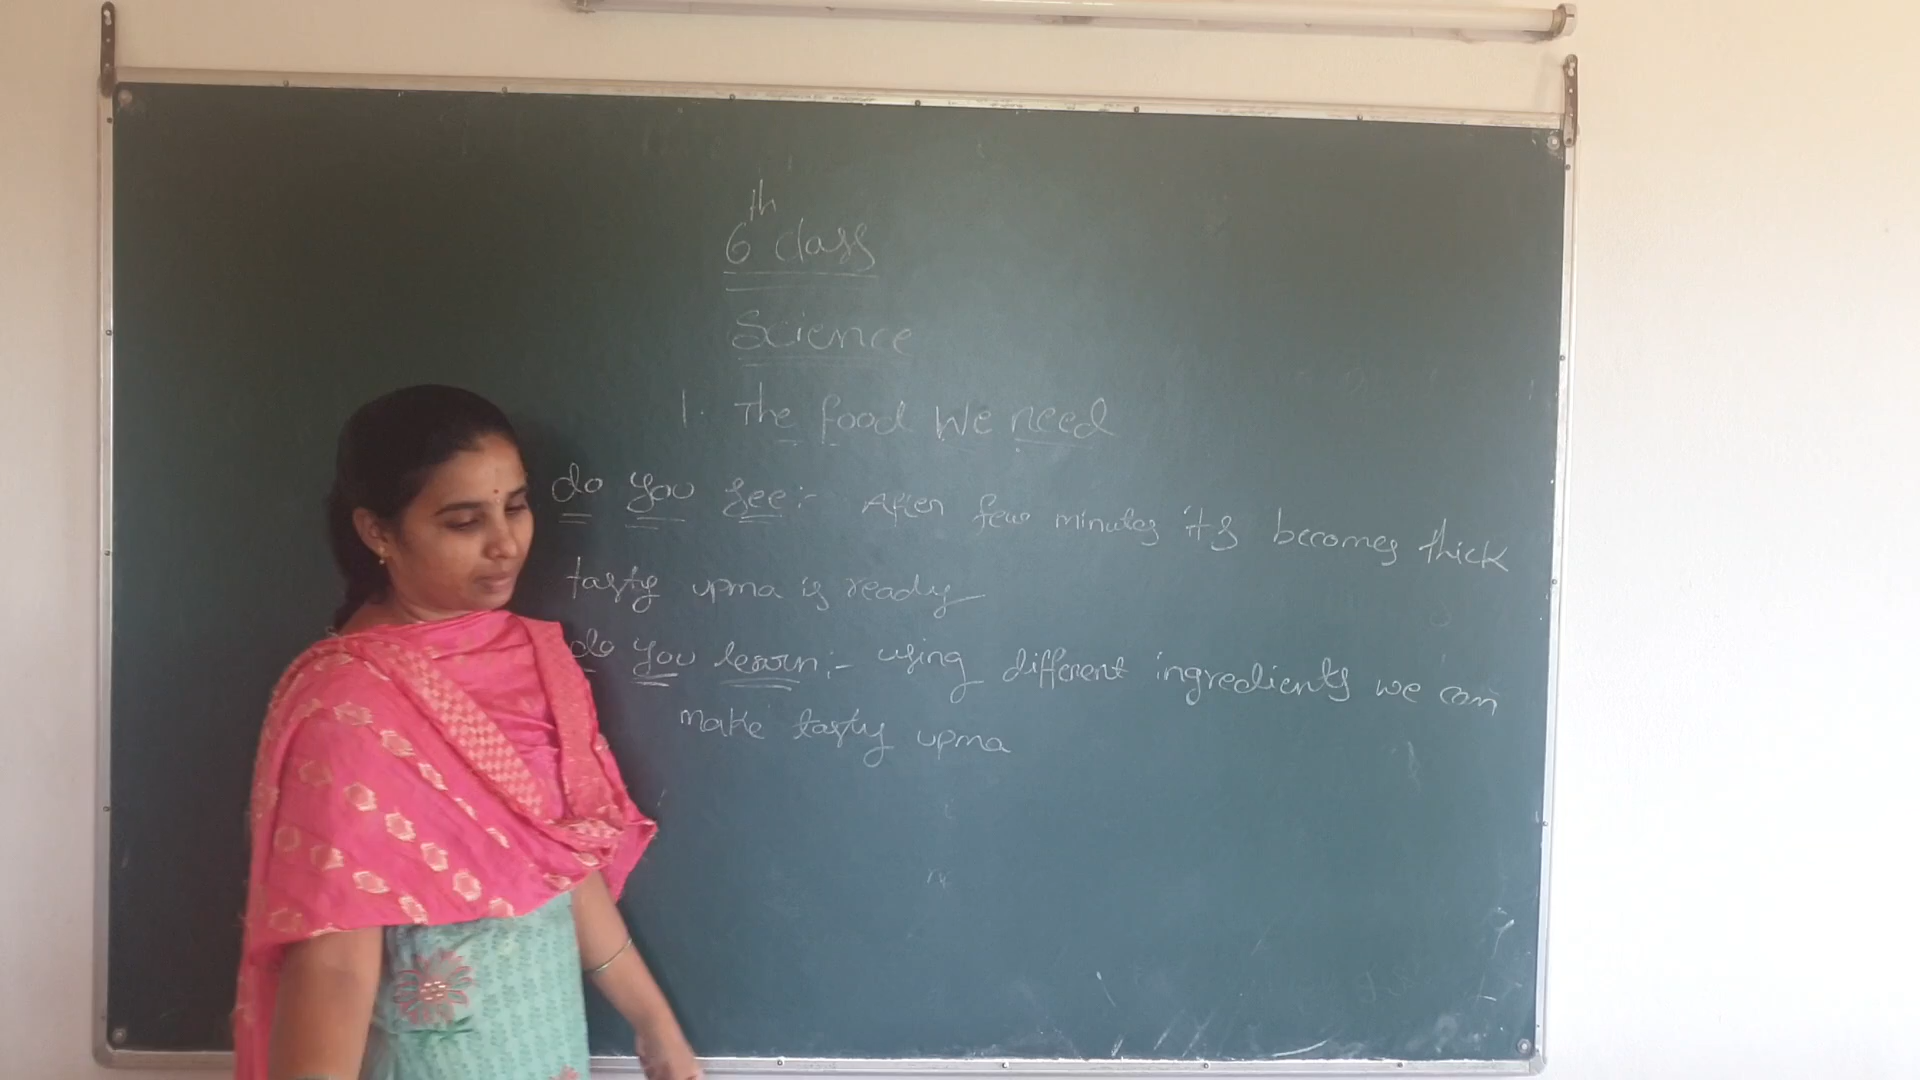 6th class
Science
1. The food we need
do you see:- After few minutes it's becomes thick
tasty upma is ready
do you learn:- using different ingredients we can
make tasty upma